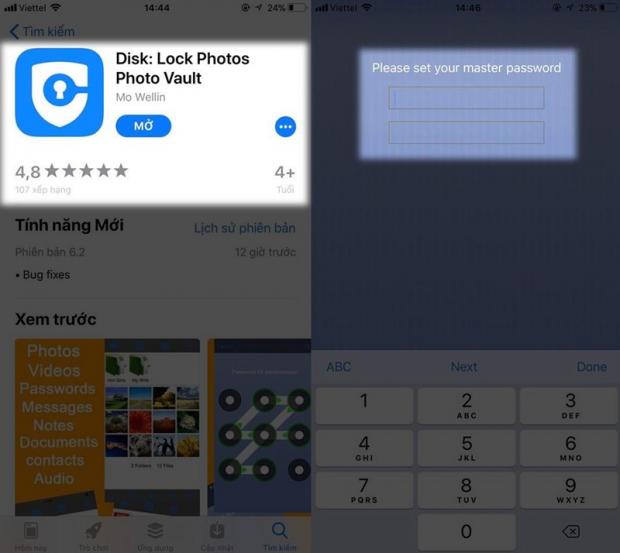 Viettel 14:44 24%
Tìm kiếm
Disk: Lock Photos
Photo Vault
Mo Wellin
MỞ
4,8
107 xếp hạng
4+
Tuổi
Tính năng Mới
Lịch sử phiên bản
Phiên bản 6.2
12 giờ trước
• Bug fixes
Xem trước
Photos
Videos
Passwords
Messages
Notes
Documents
contacts
Audio
3 Folders 12 Files
Hôm nay
Trò chơi
Ứng dụng
Cập nhật
Tìm kiếm
Viettel 14:46 23%
Please set your master password
ABC Next Done
1
2 ABC
3 DEF
4 GHI
5 JKL
6 MNO
7 PQRS
8 TUV
9 WXYZ
0